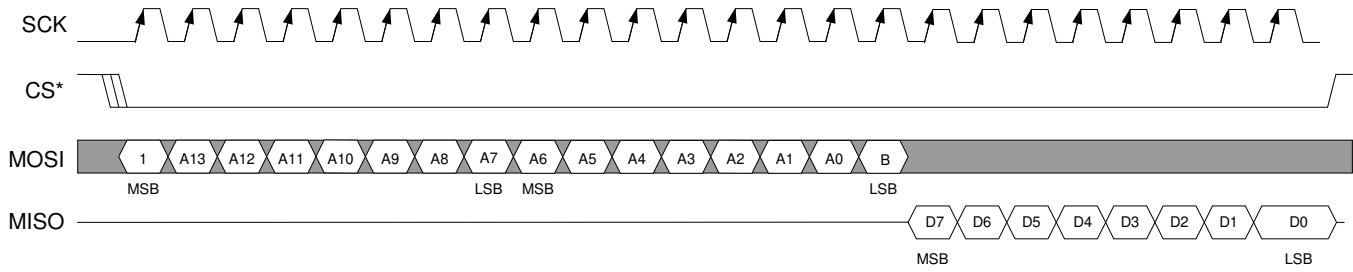 SCK
CS*
MOSI 1 A13 A12 A11 A10 A9 A8 A7 A6 A5 A4 A3 A2 A1 A0 B
MSB LSB MSB LSB
MISO D7 D6 D5 D4 D3 D2 D1 D0
MSB LSB